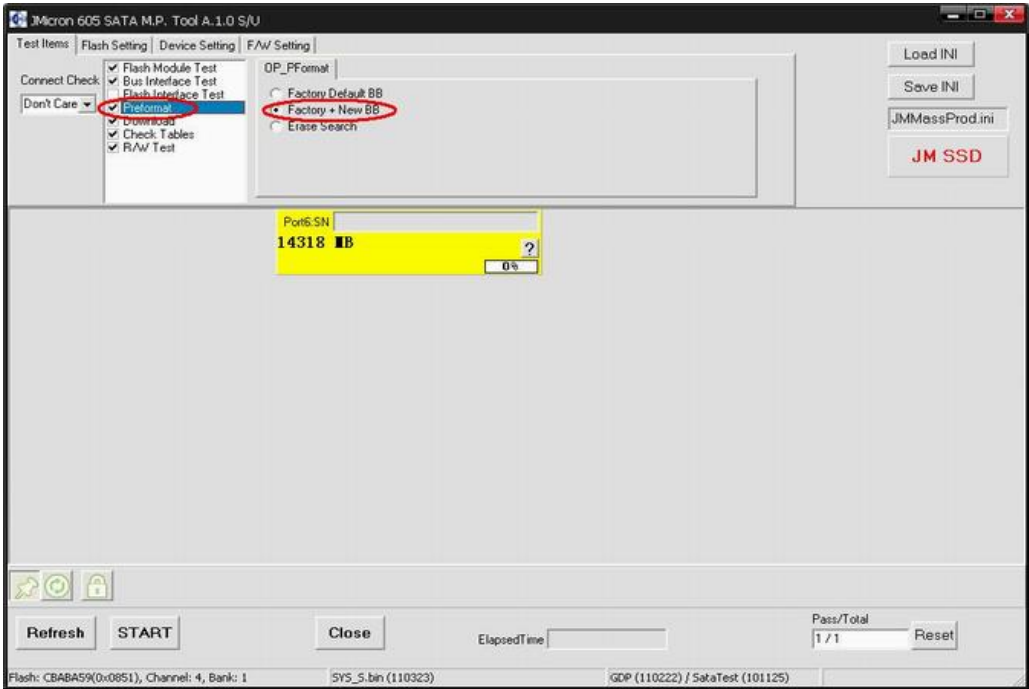 JMicron 605 SATA M.P. Tool A.1.0 S/U
Test Items Flash Setting Device Setting F/W Setting
Connect Check
Don't Care
Flash Module Test
Bus Interface Test
Flash Interface Test
Preformat
Download
Check Tables
R/W Test
OP_PFormat
Factory Default BB
Factory + New BB
Erase Search
Load INI
Save INI
JMMassProd.ini
JM SSD
Port6:SN
14318 MB
?
0%
Refresh START Close ElapsedTime
Pass/Total
1 / 1 Reset
Flash: CBABA59(0x0851), Channel: 4, Bank: 1 SYS_S.bin (110323) GDP (110222) / SataTest (101125)